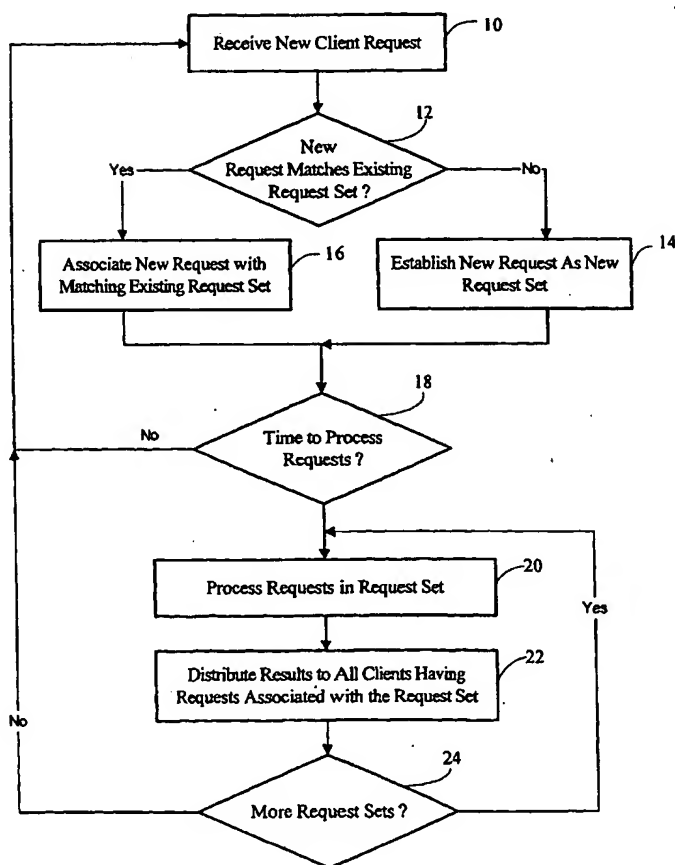 10
Receive New Client Request
12
New
Request Matches Existing
Request Set ?
Yes
No
Associate New Request with
Matching Existing Request Set
16
Establish New Request As New
Request Set
14
18
Time to Process
Requests ?
No
20
Process Requests in Request Set
Yes
22
Distribute Results to All Clients Having
Requests Associated with the Request Set
No
24
More Request Sets ?